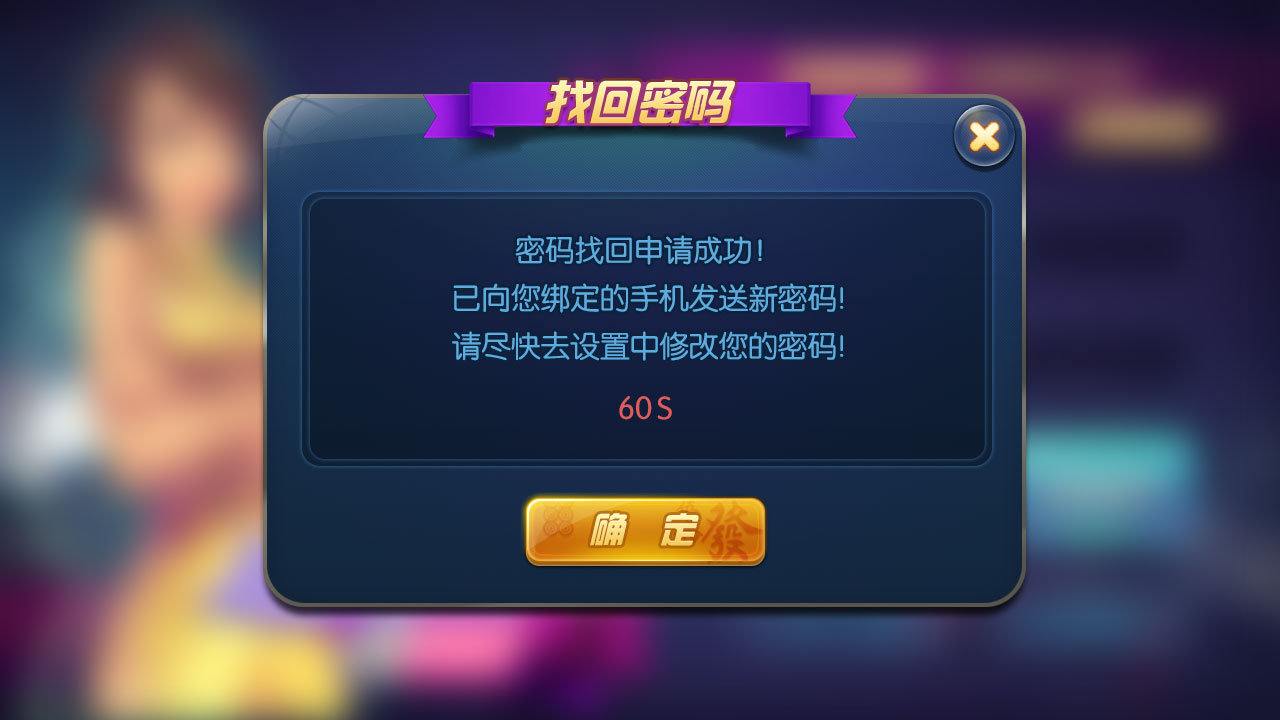 找回密码
密码找回申请成功!
已向您绑定的手机发送新密码!
请尽快去设置中修改您的密码!
60S
确 定
發